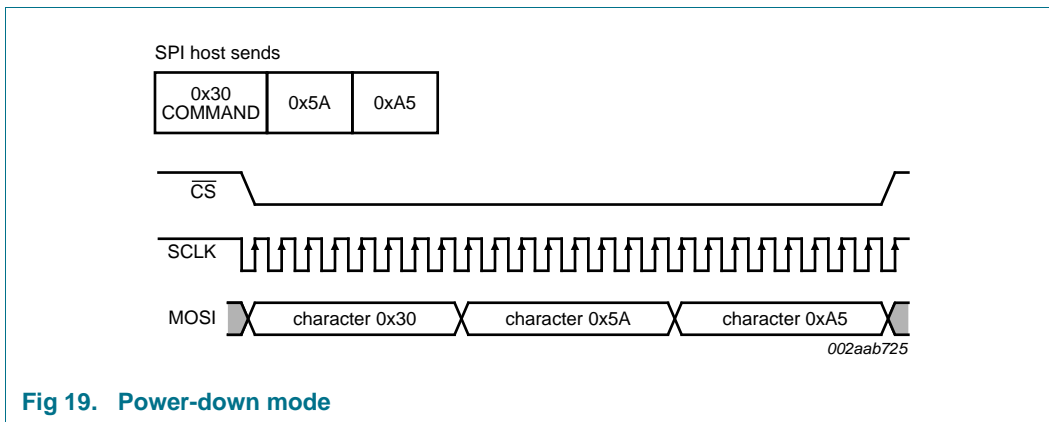 SPI host sends
0x30
COMMAND
0x5A
0xA5
CS
SCLK
MOSI
character 0x30
character 0x5A
character 0xA5
002aab725
Fig 19. Power-down mode